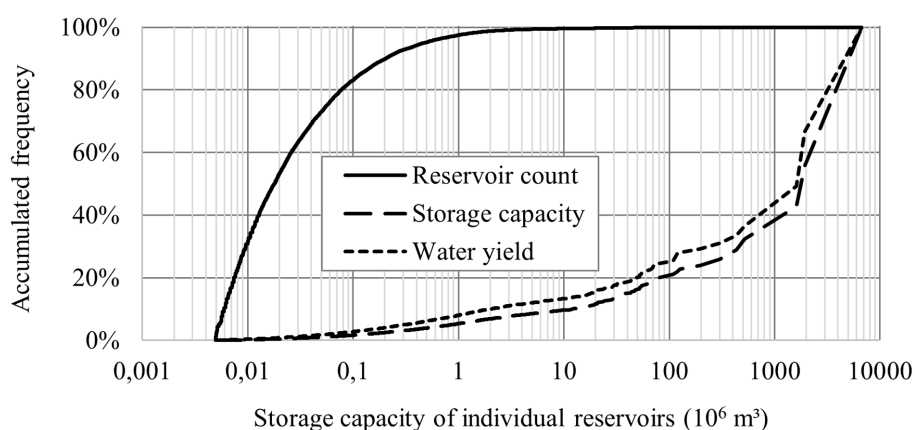 100%
80%
60%
40%
20%
0%
Accumulated frequency
Reservoir count
Storage capacity
Water yield
0,001 0,01 0,1 1 10 100 1000 10000
Storage capacity of individual reservoirs (10⁶ m³)